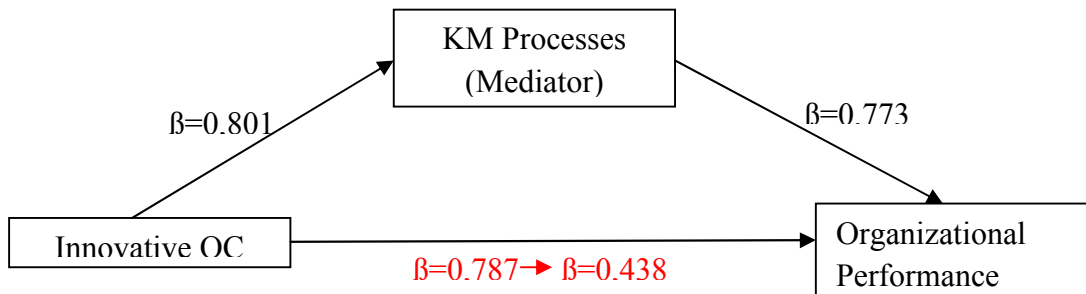 KM Processes
(Mediator)
ß=0.801
ß=0.773
Innovative OC
Organizational
Performance
ß=0.787→ ß=0.438